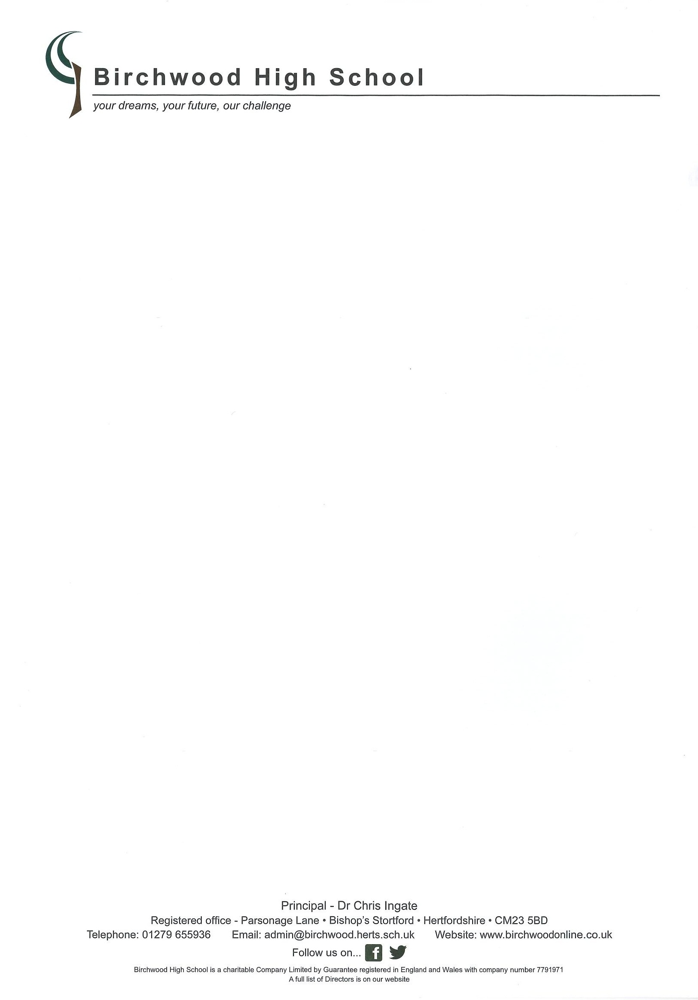 Birchwood High School
your dreams, your future, our challenge
Principal - Dr Chris Ingate
Registered office - Parsonage Lane • Bishop's Stortford • Hertfordshire • CM23 5BD
Telephone: 01279 655936 Email: admin@birchwood.herts.sch.uk Website: www.birchwoodonline.co.uk
Follow us on...
Birchwood High School is a charitable Company Limited by Guarantee registered in England and Wales with company number 7791971
A full list of Directors is on our website